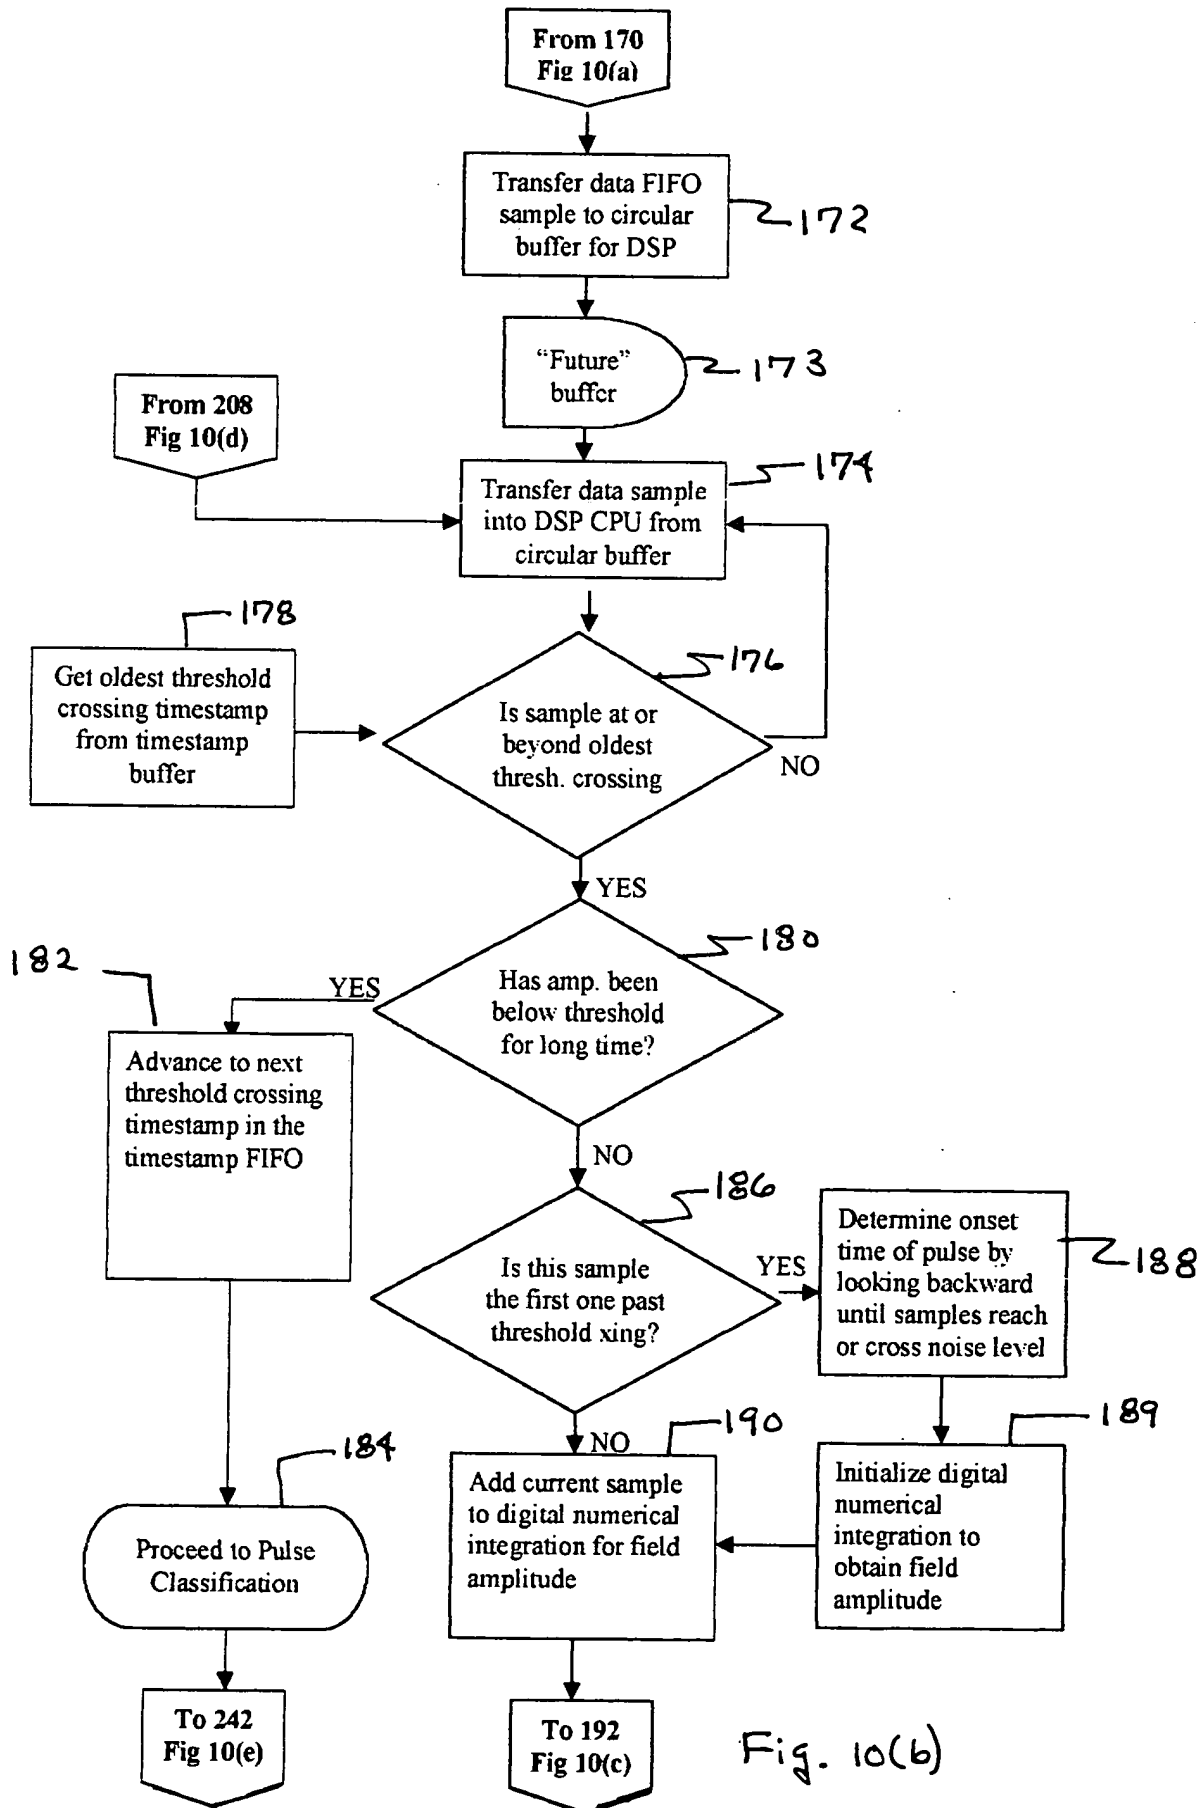 From 170
Fig 10(a)
Transfer data FIFO
sample to circular
buffer for DSP
172
"Future"
buffer
173
From 208
Fig 10(d)
Transfer data sample
into DSP CPU from
circular buffer
174
178
Get oldest threshold
crossing timestamp
from timestamp
buffer
Is sample at or
beyond oldest
thresh. crossing
176
NO
YES
Has amp. been
below threshold
for long time?
180
YES
182
Advance to next
threshold crossing
timestamp in the
timestamp FIFO
NO
Is this sample
the first one past
threshold xing?
186
YES
Determine onset
time of pulse by
looking backward
until samples reach
or cross noise level
188
NO
190
Add current sample
to digital numerical
integration for field
amplitude
189
Initialize digital
numerical
integration to
obtain field
amplitude
184
Proceed to Pulse
Classification
To 242
Fig 10(e)
To 192
Fig 10(c)
Fig. 10(b)